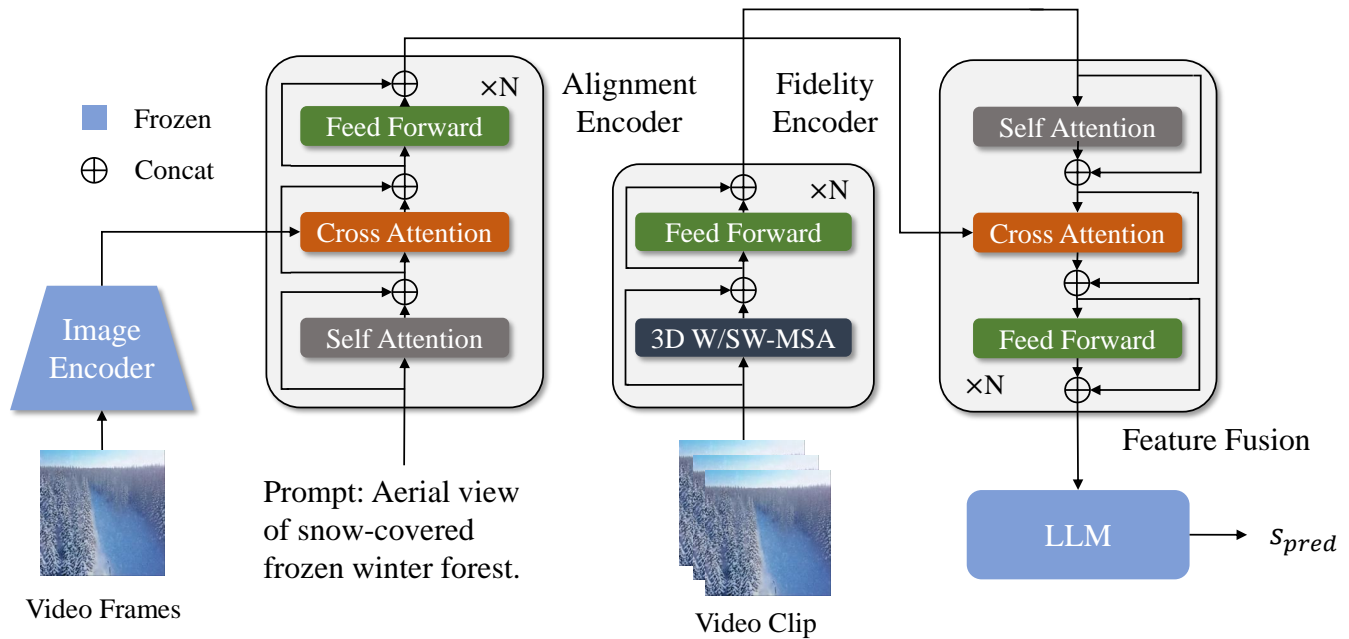 Frozen
Concat
Image
Encoder
Video Frames
×N
Feed Forward
Cross Attention
Self Attention
Prompt: Aerial view
of snow-covered
frozen winter forest.
Alignment
Encoder
Fidelity
Encoder
×N
Feed Forward
3D W/SW-MSA
Video Clip
Self Attention
Cross Attention
Feed Forward
×N
Feature Fusion
LLM
s_pred